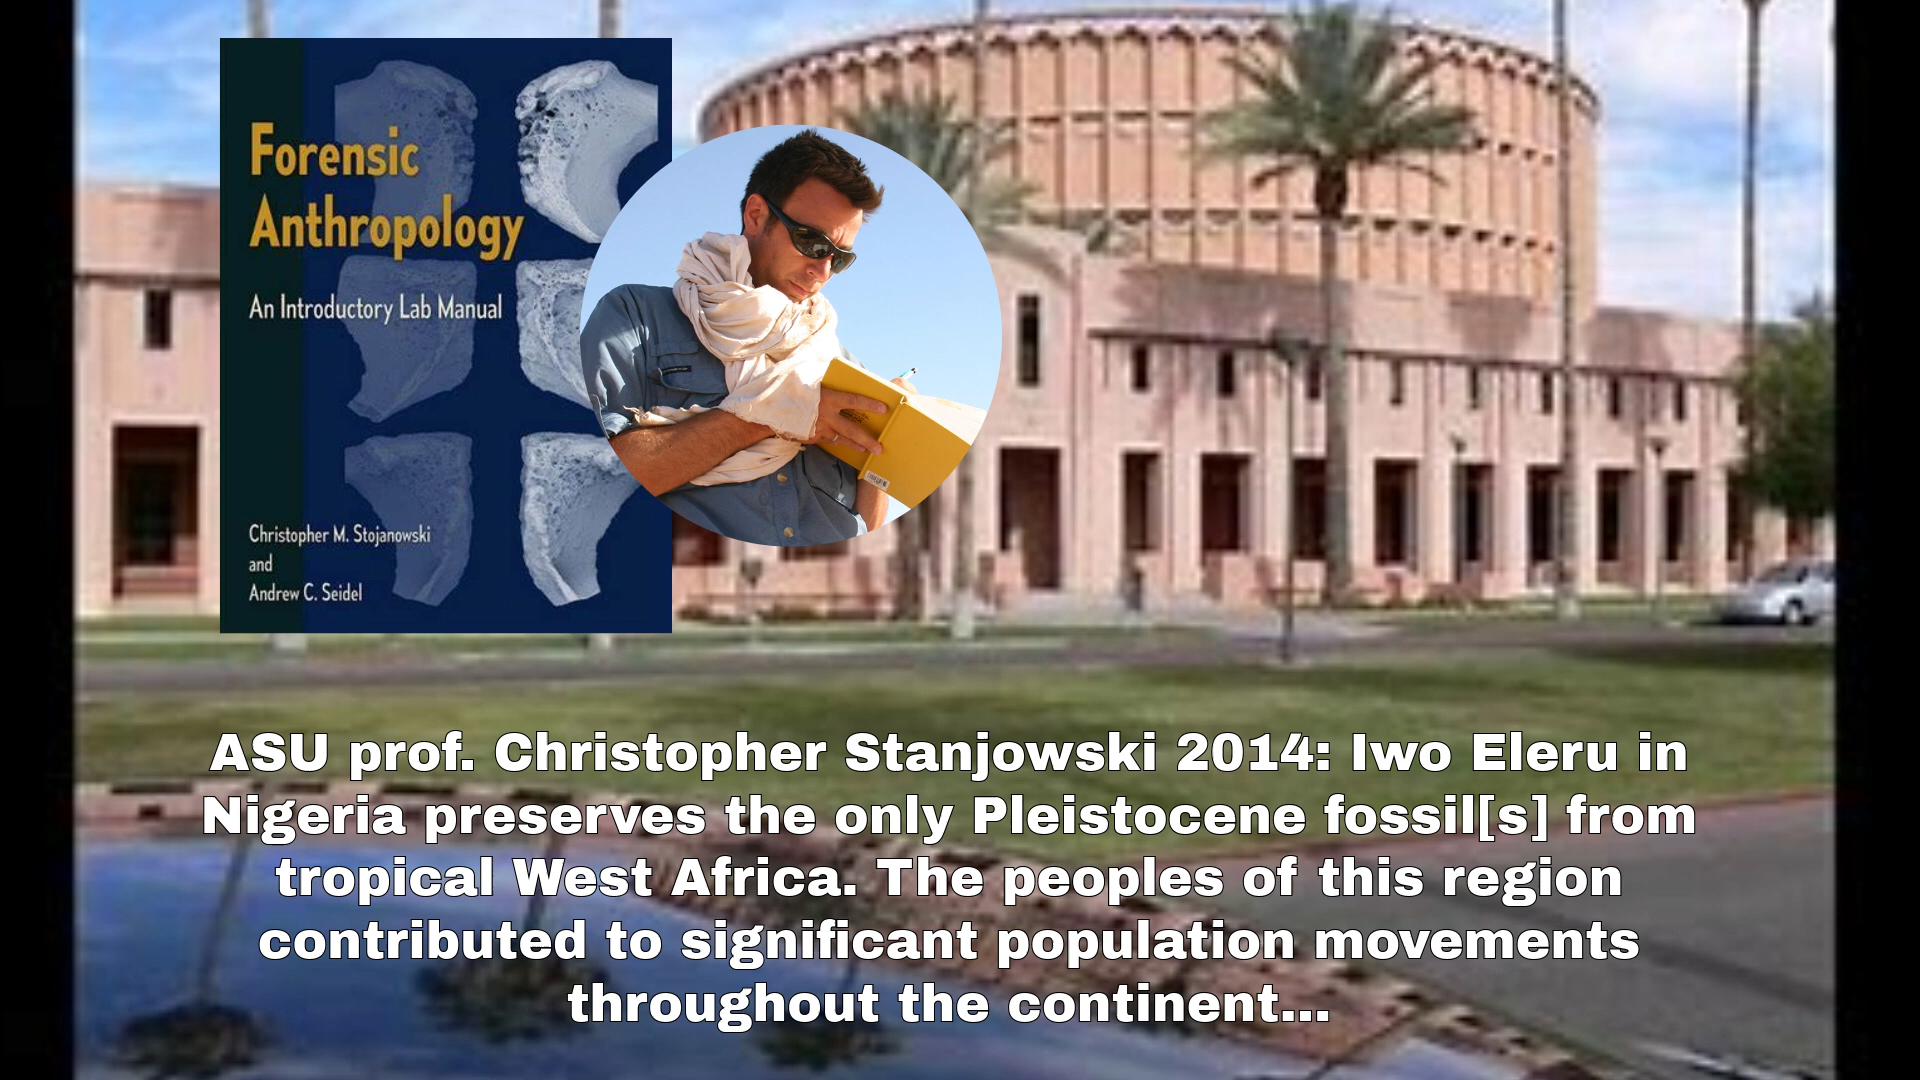 Forensic
Anthropology
An Introductory Lab Manual
Christopher M. Stojanowski
and
Andrew C. Seidel
ASU prof. Christopher Stanjowski 2014: Iwo Eleru in
Nigeria preserves the only Pleistocene fossil[s] from
tropical West Africa. The peoples of this region
contributed to significant population movements
throughout the continent...